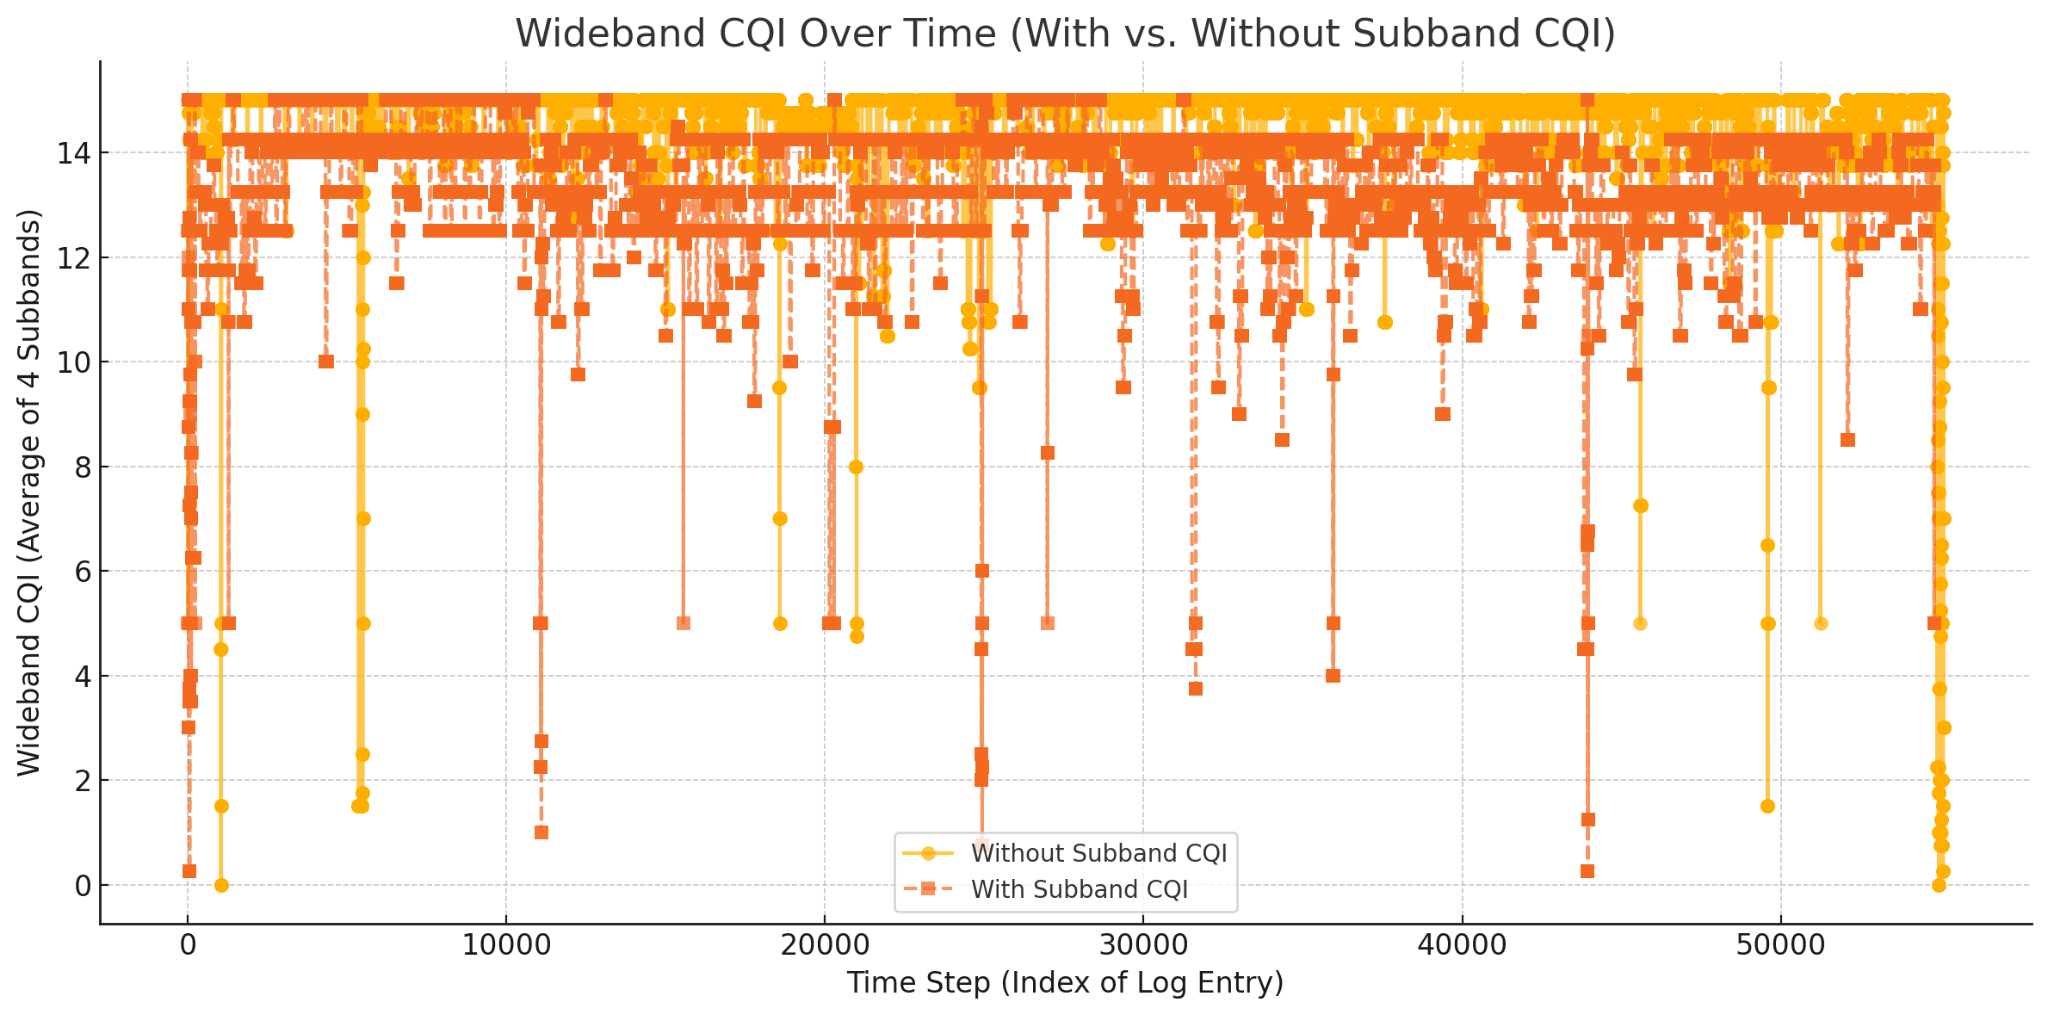 Wideband CQI Over Time (With vs. Without Subband CQI)
Wideband CQI (Average of 4 Subbands)
14
12
10
8
6
4
2
0
Without Subband CQI
With Subband CQI
0 10000 20000 30000 40000 50000
Time Step (Index of Log Entry)